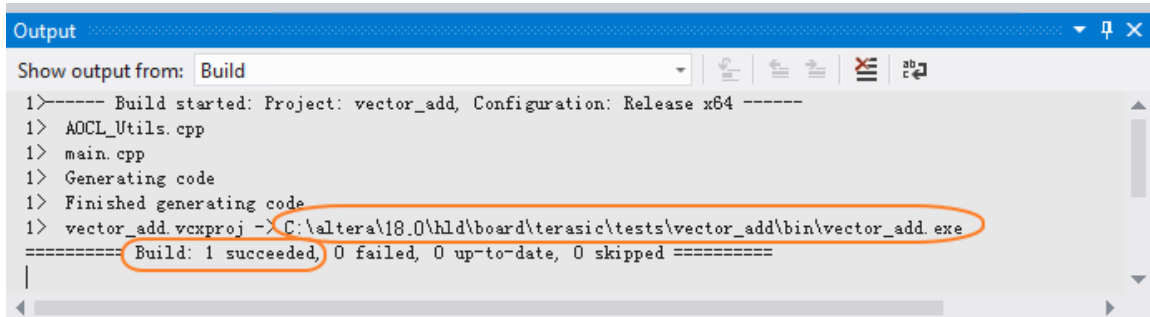 Output
Show output from: Build
1>------ Build started: Project: vector_add, Configuration: Release x64 ------
1> AOCL_Utils.cpp
1> main.cpp
1> Generating code
1> Finished generating code
1> vector_add.vcxproj -> C:\altera\18.0\hld\board\terasic\tests\vector_add\bin\vector_add.exe
========== Build: 1 succeeded, 0 failed, 0 up-to-date, 0 skipped ==========